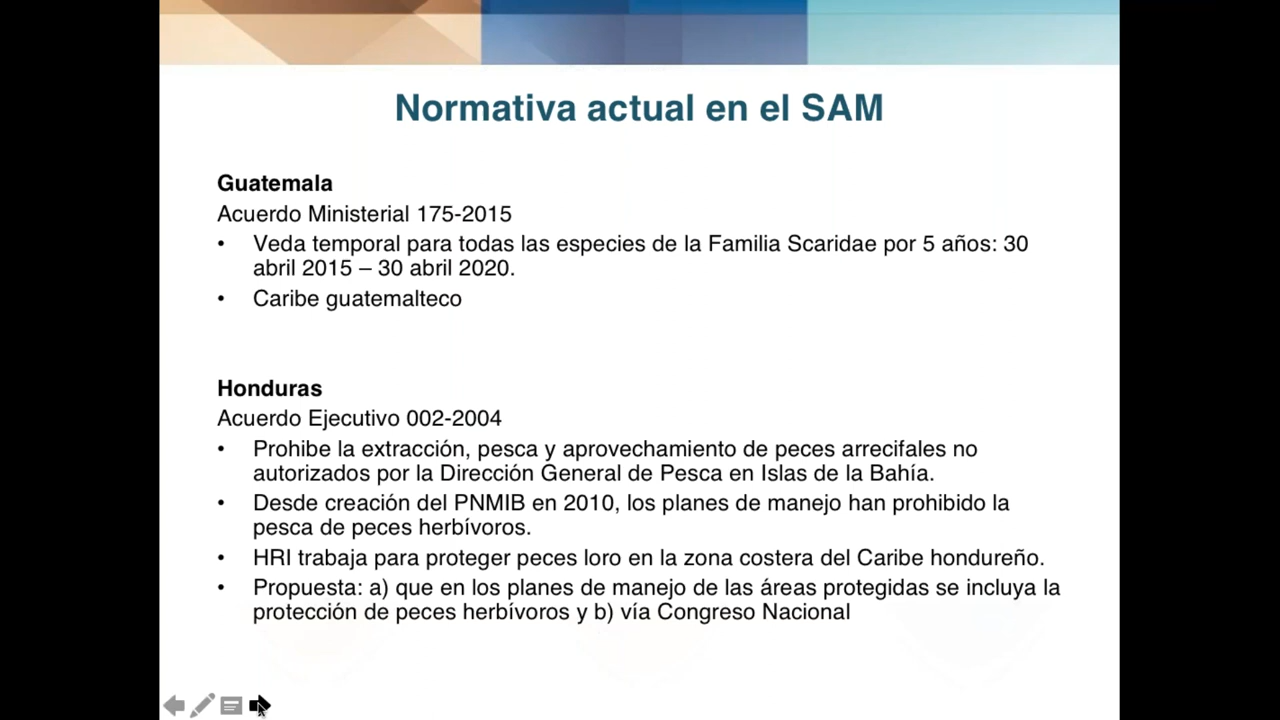 Normativa actual en el SAM
Guatemala
Acuerdo Ministerial 175-2015
• Veda temporal para todas las especies de la Familia Scaridae por 5 años: 30
abril 2015 – 30 abril 2020.
• Caribe guatemalteco
Honduras
Acuerdo Ejecutivo 002-2004
• Prohibe la extracción, pesca y aprovechamiento de peces arrecifales no
autorizados por la Dirección General de Pesca en Islas de la Bahía.
• Desde creación del PNMIB en 2010, los planes de manejo han prohibido la
pesca de peces herbívoros.
• HRI trabaja para proteger peces loro en la zona costera del Caribe hondureño.
• Propuesta: a) que en los planes de manejo de las áreas protegidas se incluya la
protección de peces herbívoros y b) vía Congreso Nacional